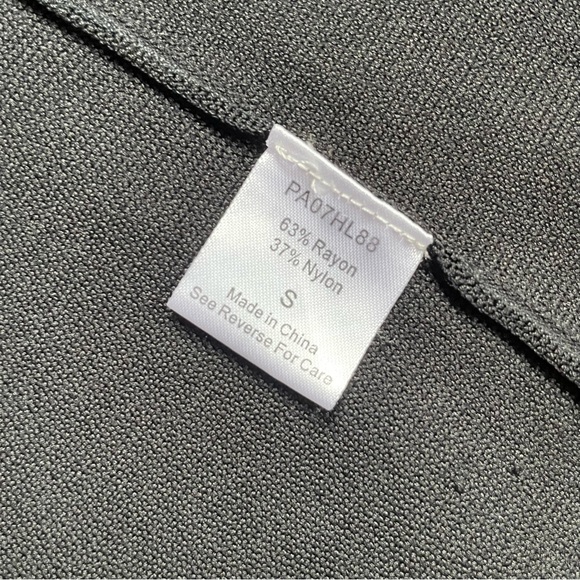 PA07HL88
63% Rayon
37% Nylon
S
Made in China
See Reverse For Care